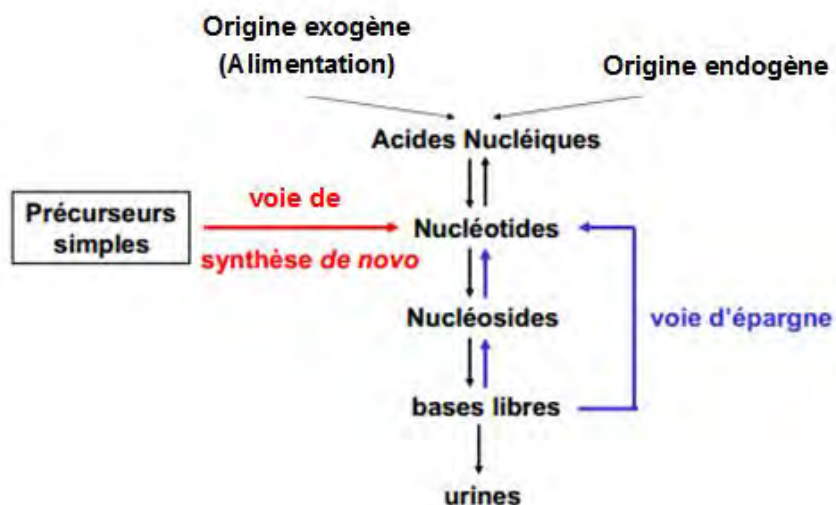 Origine exogène
(Alimentation)
Origine endogène
Acides Nucléiques
Précurseurs
simples
voie de
synthèse de novo
Nucléotides
Nucléosides
voie d'épargne
bases libres
urines